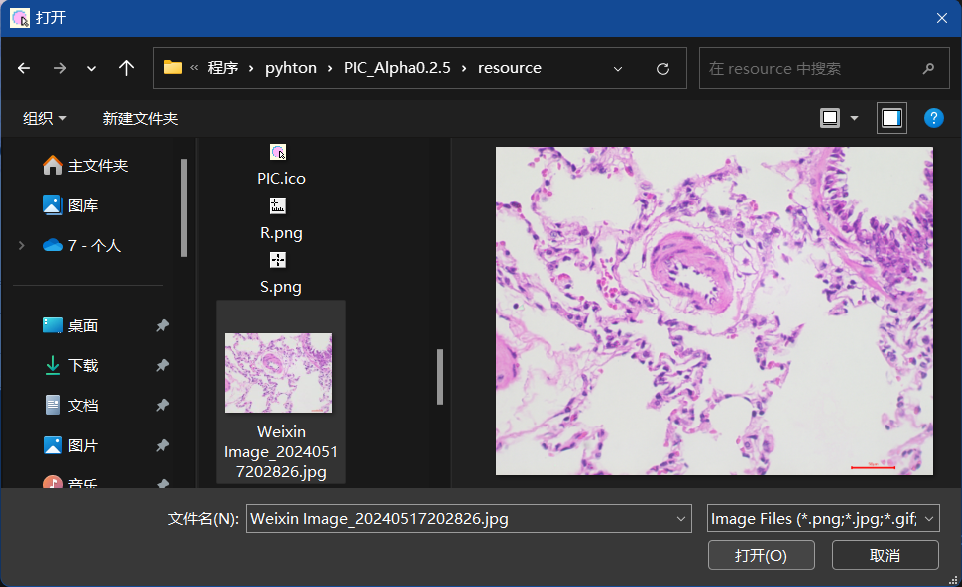 打开
« 程序 › pyhton › PIC_Alpha0.2.5 › resource
在 resource 中搜索
组织
新建文件夹
主文件夹
图库
7 - 个人
桌面
下载
文档
图片
音乐
PIC.ico
R.png
S.png
Weixin
Image_2024051
7202826.jpg
文件名(N):
Weixin Image_20240517202826.jpg
Image Files (*.png;*.jpg;*.gif;
打开(O)
取消